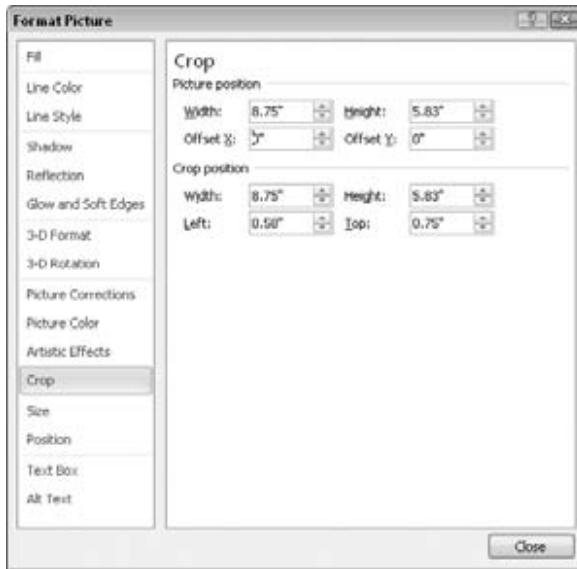 Format Picture
Fill
Line Color
Line Style
Shadow
Reflection
Glow and Soft Edges
3-D Format
3-D Rotation
Picture Corrections
Picture Color
Artistic Effects
Crop
Size
Position
Text Box
Alt Text
Crop
Picture position
Width: 8.75" Height: 5.83"
Offset X: Offset Y: 0"
Crop position
Width: 8.75" Height: 5.83"
Left: 0.50" Top: 0.75"
Close